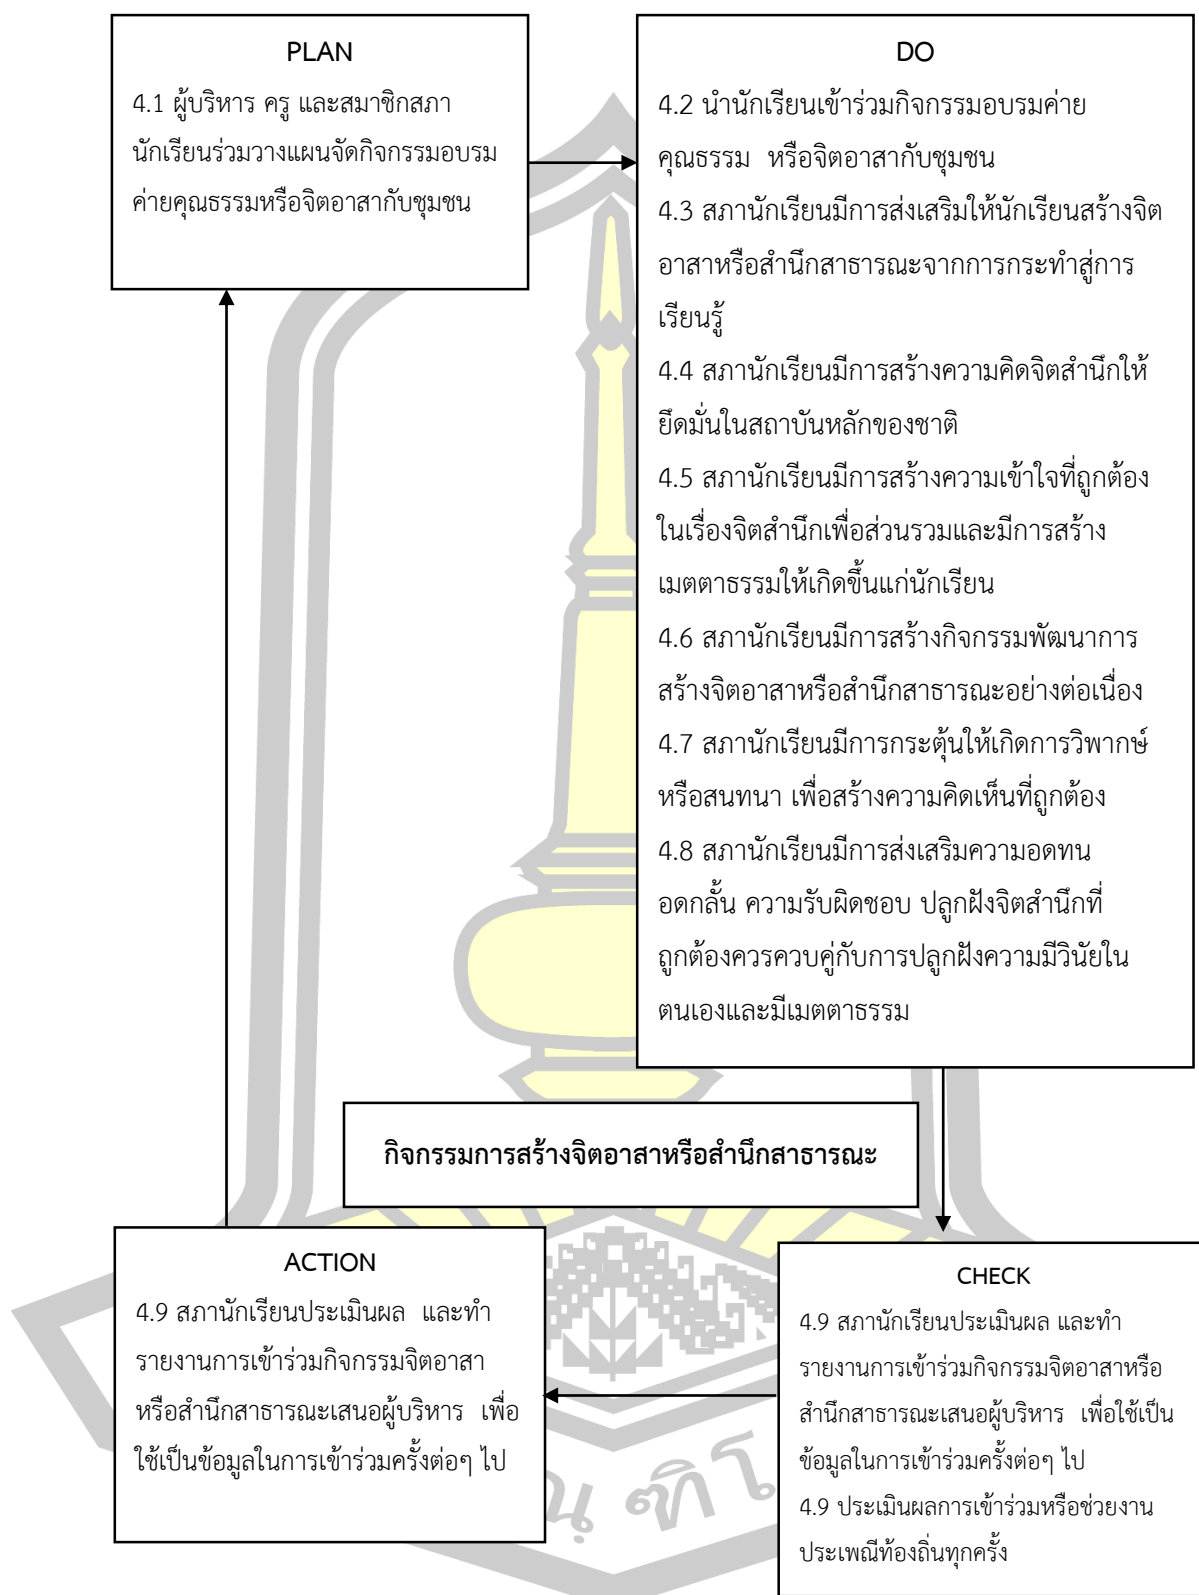 PLAN
4.1 ผู้บริหาร ครู และสมาชิกสภา
นักเรียนร่วมวางแผนจัดกิจกรรมอบรม
ค่ายคุณธรรมหรือจิตอาสากับชุมชน
DO
4.2 นำนักเรียนเข้าร่วมกิจกรรมอบรมค่าย
คุณธรรม หรือจิตอาสากับชุมชน
4.3 สภานักเรียนมีการส่งเสริมให้นักเรียนสร้างจิต
อาสาหรือสำนึกสาธารณะจากการกระทำสู่การ
เรียนรู้
4.4 สภานักเรียนมีการสร้างความคิดจิตสำนึกให้
ยึดมั่นในสถาบันหลักของชาติ
4.5 สภานักเรียนมีการสร้างความเข้าใจที่ถูกต้อง
ในเรื่องจิตสำนึกเพื่อส่วนรวมและมีการสร้าง
เมตตาธรรมให้เกิดขึ้นแก่นักเรียน
4.6 สภานักเรียนมีการสร้างกิจกรรมพัฒนาการ
สร้างจิตอาสาหรือสำนึกสาธารณะอย่างต่อเนื่อง
4.7 สภานักเรียนมีการกระตุ้นให้เกิดการวิพากษ์
หรือสนทนา เพื่อสร้างความคิดเห็นที่ถูกต้อง
4.8 สภานักเรียนมีการส่งเสริมความอดทน
อดกลั้น ความรับผิดชอบ ปลูกฝังจิตสำนึกที่
ถูกต้องควรควบคู่กับการปลูกฝังความมีวินัยใน
ตนเองและมีเมตตาธรรม
กิจกรรมการสร้างจิตอาสาหรือสำนึกสาธารณะ
ACTION
4.9 สภานักเรียนประเมินผล และทำ
รายงานการเข้าร่วมกิจกรรมจิตอาสา
หรือสำนึกสาธารณะเสนอผู้บริหาร เพื่อ
ใช้เป็นข้อมูลในการเข้าร่วมครั้งต่อๆ ไป
CHECK
4.9 สภานักเรียนประเมินผล และทำ
รายงานการเข้าร่วมกิจกรรมจิตอาสาหรือ
สำนึกสาธารณะเสนอผู้บริหาร เพื่อใช้เป็น
ข้อมูลในการเข้าร่วมครั้งต่อๆ ไป
4.9 ประเมินผลการเข้าร่วมหรือช่วยงาน
ประเพณีท้องถิ่นทุกครั้ง